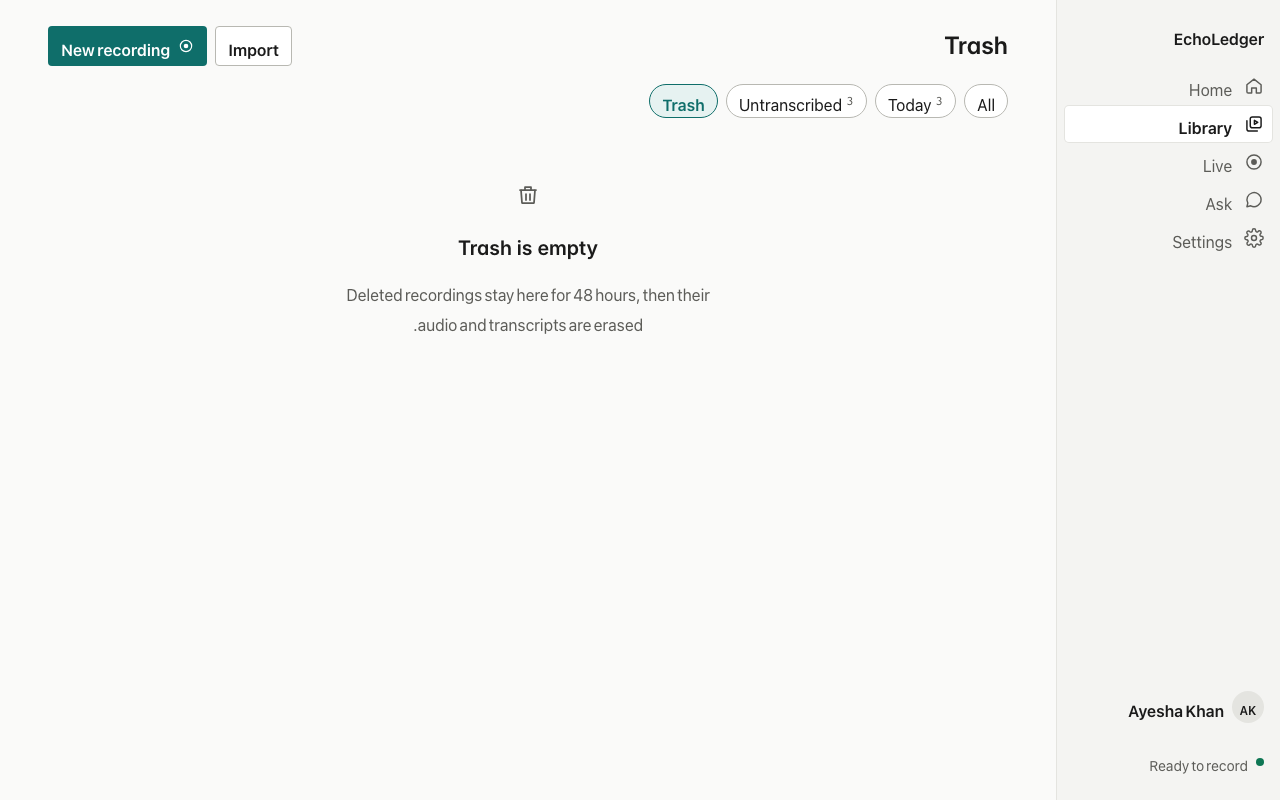 EchoLedger
Home
Library
Live
Ask
Settings
Ayesha Khan
AK
Ready to record
Trash
New recording
Import
All
Today 3
Untranscribed 3
Trash
Trash is empty
Deleted recordings stay here for 48 hours, then their
.audio and transcripts are erased